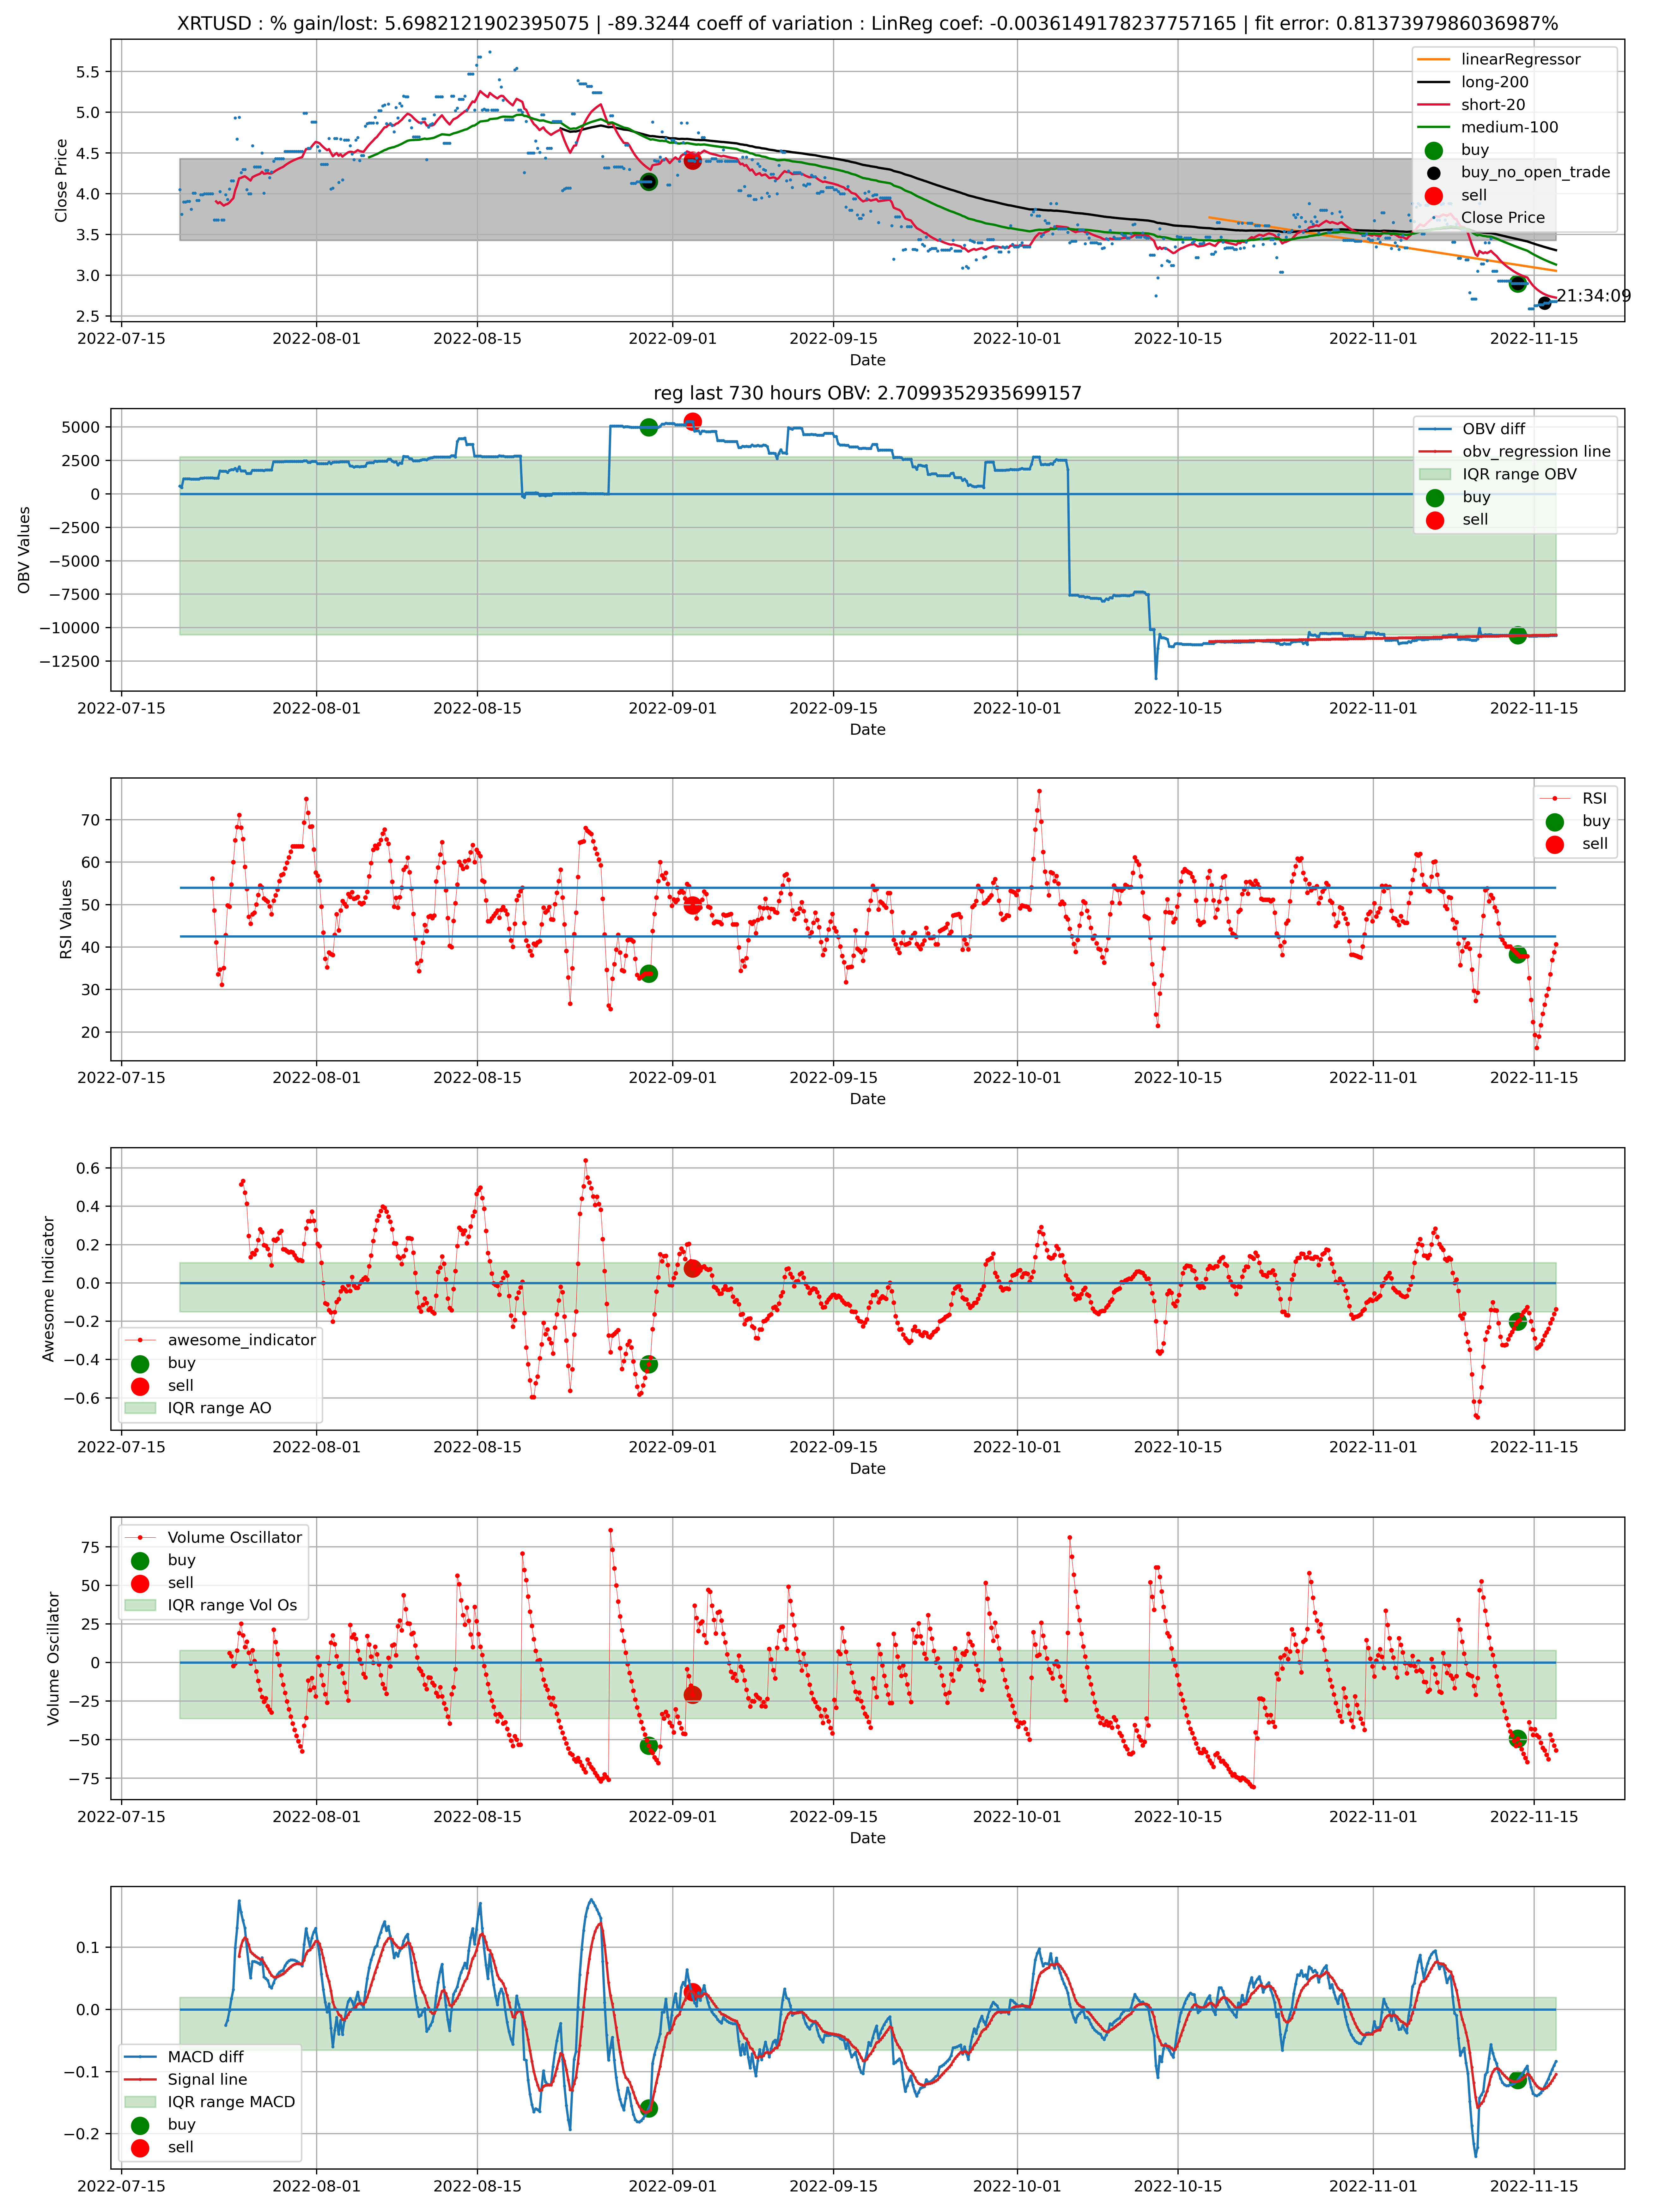 XRTUSD : % gain/lost: 5.6982121902395075 | -89.3244 coeff of variation : LinReg coef: -0.0036149178237757165 | fit error: 0.8137397986036987%
Close Price
5.5
5.0
4.5
4.0
3.5
3.0
2.5
linearRegressor
long-200
short-20
medium-100
buy
buy_no_open_trade
sell
Close Price
21:34:09
2022-07-15 2022-08-01 2022-08-15 2022-09-01 2022-09-15 2022-10-01 2022-10-15 2022-11-01 2022-11-15
Date
reg last 730 hours OBV: 2.7099352935699157
OBV Values
5000
2500
0
−2500
−5000
−7500
−10000
−12500
OBV diff
obv_regression line
IQR range OBV
buy
sell
2022-07-15 2022-08-01 2022-08-15 2022-09-01 2022-09-15 2022-10-01 2022-10-15 2022-11-01 2022-11-15
Date
RSI Values
70
60
50
40
30
20
RSI
buy
sell
2022-07-15 2022-08-01 2022-08-15 2022-09-01 2022-09-15 2022-10-01 2022-10-15 2022-11-01 2022-11-15
Date
Awesome Indicator
0.6
0.4
0.2
0.0
−0.2
−0.4
−0.6
awesome_indicator
buy
sell
IQR range AO
2022-07-15 2022-08-01 2022-08-15 2022-09-01 2022-09-15 2022-10-01 2022-10-15 2022-11-01 2022-11-15
Date
Volume Oscillator
75
50
25
0
−25
−50
−75
Volume Oscillator
buy
sell
IQR range Vol Os
2022-07-15 2022-08-01 2022-08-15 2022-09-01 2022-09-15 2022-10-01 2022-10-15 2022-11-01 2022-11-15
Date
0.1
0.0
−0.1
−0.2
MACD diff
Signal line
IQR range MACD
buy
sell
2022-07-15 2022-08-01 2022-08-15 2022-09-01 2022-09-15 2022-10-01 2022-10-15 2022-11-01 2022-11-15